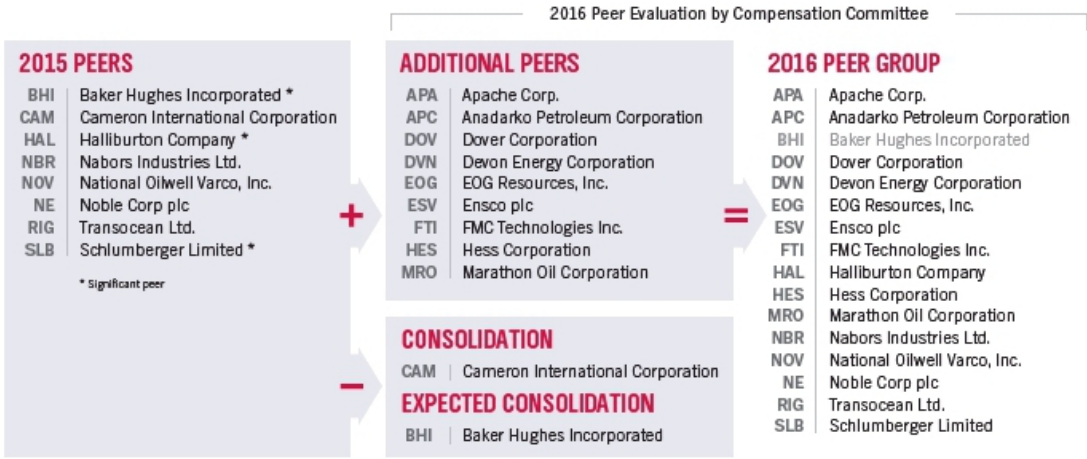 2016 Peer Evaluation by Compensation Committee
2015 PEERS
BHI Baker Hughes Incorporated *
CAM Cameron International Corporation
HAL Halliburton Company *
NBR Nabors Industries Ltd.
NOV National Oilwell Varco, Inc.
NE Noble Corp plc
RIG Transocean Ltd.
SLB Schlumberger Limited *
* Significant peer
+
ADDITIONAL PEERS
APA Apache Corp.
APC Anadarko Petroleum Corporation
DOV Dover Corporation
DVN Devon Energy Corporation
EOG EOG Resources, Inc.
ESV Ensco plc
FTI FMC Technologies Inc.
HES Hess Corporation
MRO Marathon Oil Corporation
−
CONSOLIDATION
CAM Cameron International Corporation
EXPECTED CONSOLIDATION
BHI Baker Hughes Incorporated
=
2016 PEER GROUP
APA Apache Corp.
APC Anadarko Petroleum Corporation
BHI Baker Hughes Incorporated
DOV Dover Corporation
DVN Devon Energy Corporation
EOG EOG Resources, Inc.
ESV Ensco plc
FTI FMC Technologies Inc.
HAL Halliburton Company
HES Hess Corporation
MRO Marathon Oil Corporation
NBR Nabors Industries Ltd.
NOV National Oilwell Varco, Inc.
NE Noble Corp plc
RIG Transocean Ltd.
SLB Schlumberger Limited